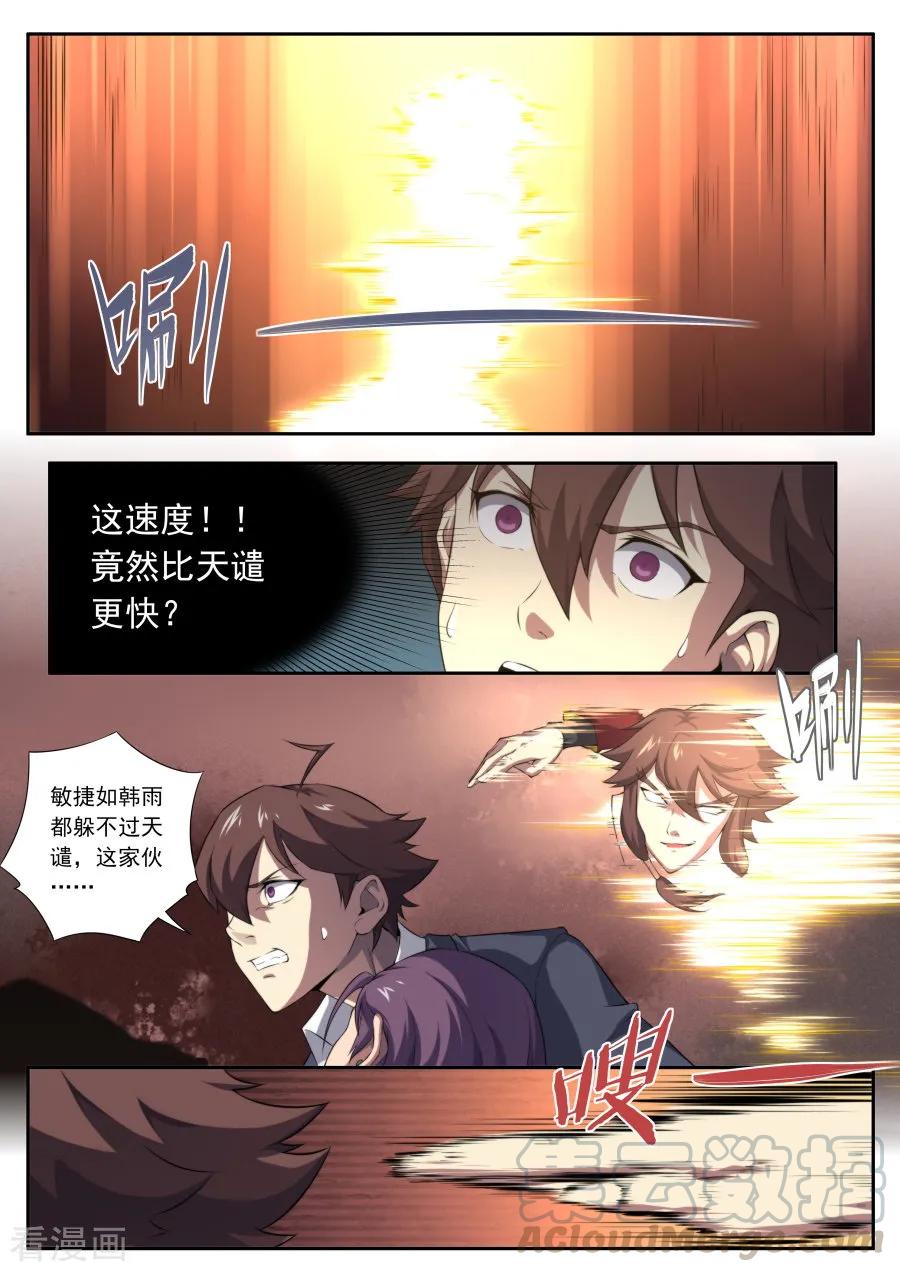 唰
这速度！！
竟然比天谴
更快？
唰
敏捷如韩雨
都躲不过天
谴，这家伙
……
嗖
集云数据
ACloudMerge.com
看漫画